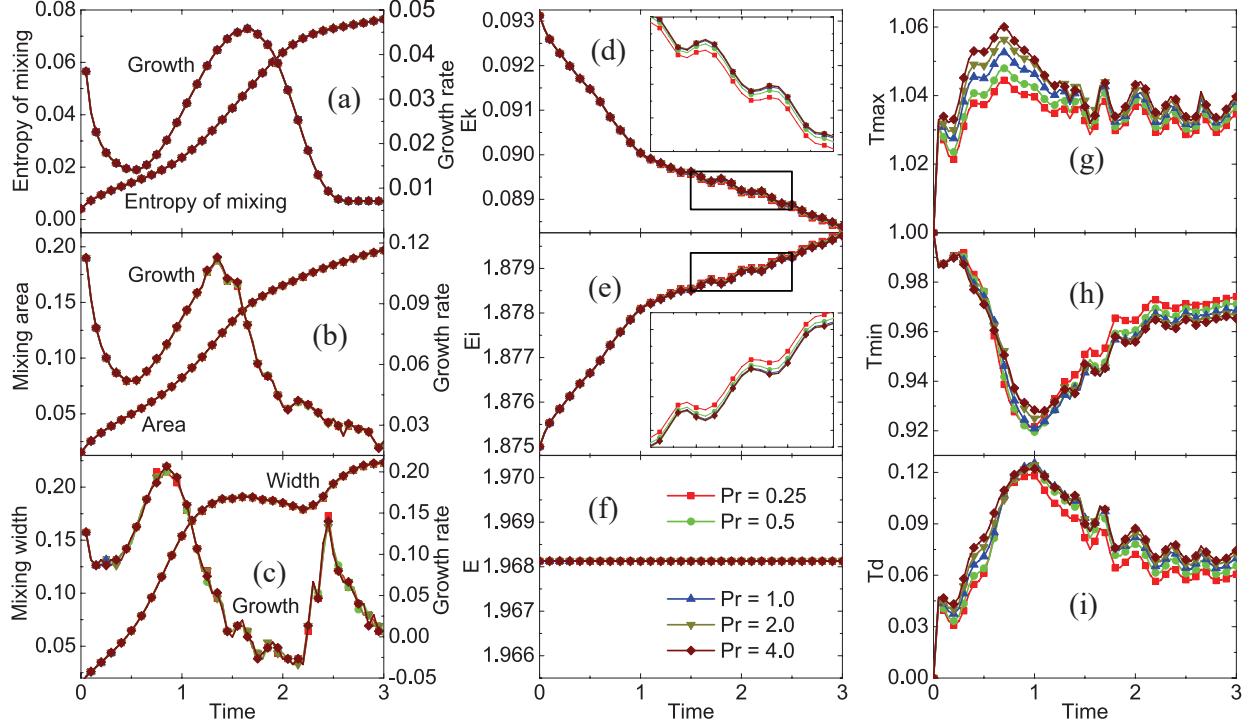 0.08
0.06
0.04
0.02
0.00
Entropy of mixing
Growth
(a)
Entropy of mixing
0.05
0.04
0.03
0.02
0.01
0.00
Growth rate
0.20
0.15
0.10
0.05
Mixing area
Growth
(b)
Area
0.12
0.09
0.06
0.03
Growth rate
0.20
0.15
0.10
0.05
Mixing width
Width
(c)
Growth
0.20
0.15
0.10
0.05
0.00
-0.05
Growth rate
0 1 2 3
Time
0.093
0.092
0.091
0.090
0.089
Ek
(d)
1.879
1.878
1.877
1.876
1.875
Ei
(e)
1.970
1.969
1.968
1.967
1.966
E
(f)
Pr = 0.25
Pr = 0.5
Pr = 1.0
Pr = 2.0
Pr = 4.0
0 1 2 3
Time
1.06
1.04
1.02
1.00
Tmax
(g)
0.98
0.96
0.94
0.92
Tmin
(h)
0.12
0.09
0.06
0.03
0.00
Td
(i)
0 1 2 3
Time